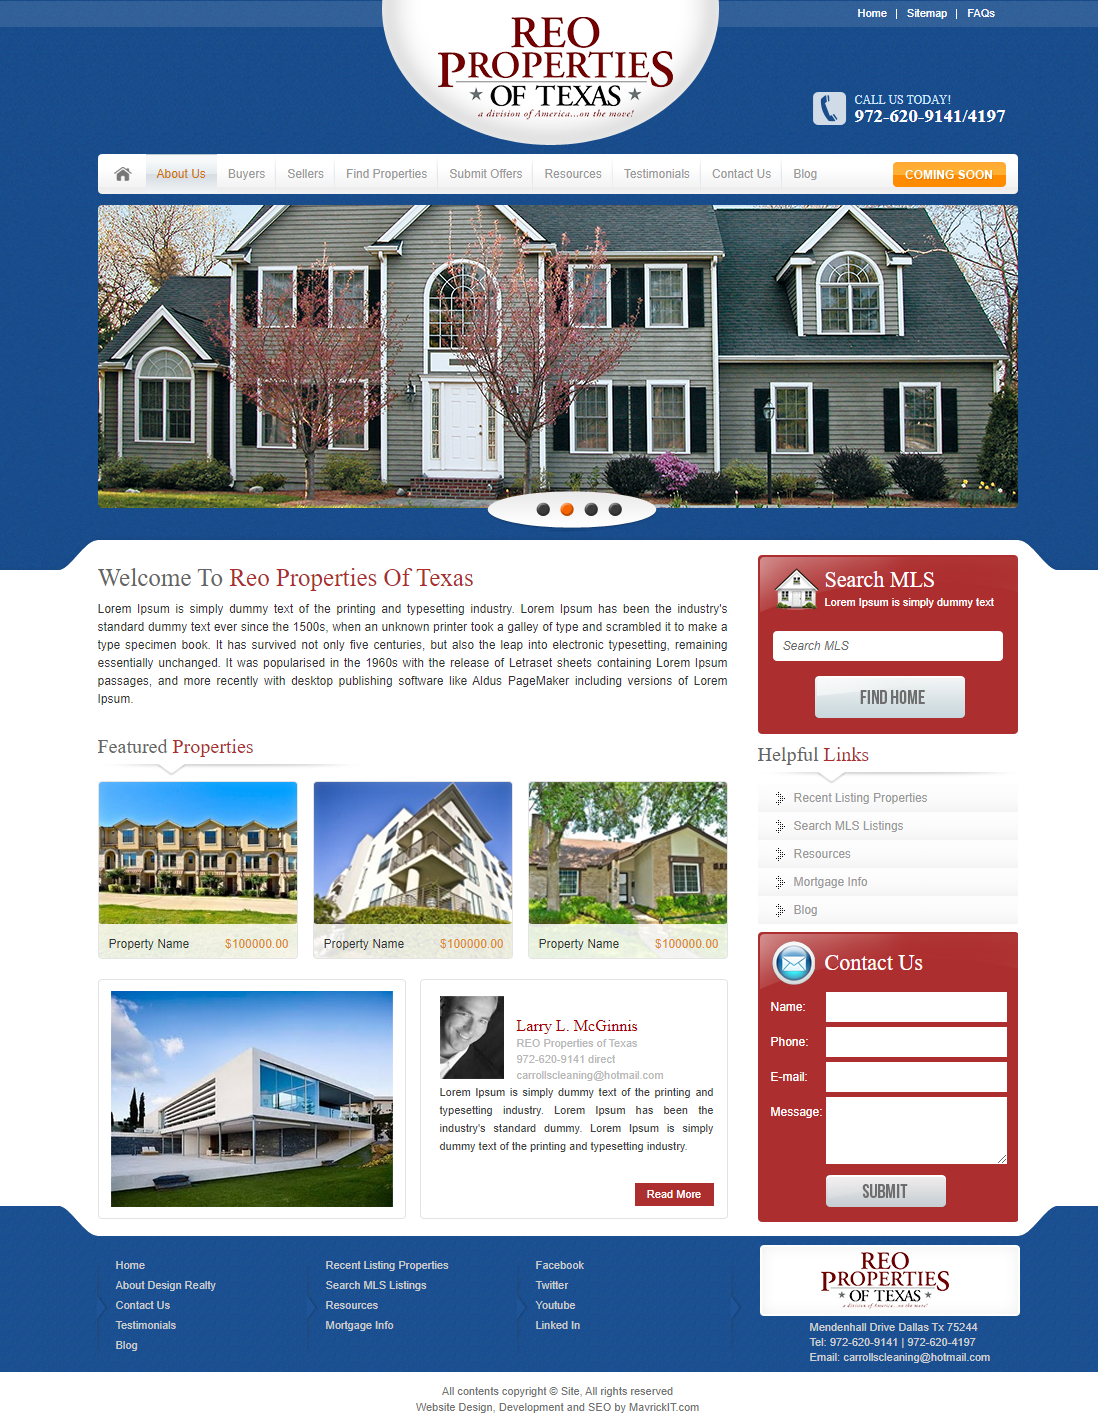 Home | Sitemap | FAQs
REO
PROPERTIES
OF TEXAS
a division of America...on the move!
CALL US TODAY!
972-620-9141/4197
About Us Buyers Sellers Find Properties Submit Offers Resources Testimonials Contact Us Blog COMING SOON
Welcome To Reo Properties Of Texas
Lorem Ipsum is simply dummy text of the printing and typesetting industry. Lorem Ipsum has been the industry's
standard dummy text ever since the 1500s, when an unknown printer took a galley of type and scrambled it to make a
type specimen book. It has survived not only five centuries, but also the leap into electronic typesetting, remaining
essentially unchanged. It was popularised in the 1960s with the release of Letraset sheets containing Lorem Ipsum
passages, and more recently with desktop publishing software like Aldus PageMaker including versions of Lorem
Ipsum.
Featured Properties
Property Name $100000.00
Property Name $100000.00
Property Name $100000.00
Larry L. McGinnis
REO Properties of Texas
972-620-9141 direct
carrollscleaning@hotmail.com
Lorem Ipsum is simply dummy text of the printing and
typesetting industry. Lorem Ipsum has been the
industry's standard dummy. Lorem Ipsum is simply
dummy text of the printing and typesetting industry.
Read More
Search MLS
Lorem Ipsum is simply dummy text
Search MLS
FIND HOME
Helpful Links
Recent Listing Properties
Search MLS Listings
Resources
Mortgage Info
Blog
Contact Us
Name:
Phone:
E-mail:
Message:
SUBMIT
Home
About Design Realty
Contact Us
Testimonials
Blog
Recent Listing Properties
Search MLS Listings
Resources
Mortgage Info
Facebook
Twitter
Youtube
Linked In
REO
PROPERTIES
OF TEXAS
a division of America...on the move!
Mendenhall Drive Dallas Tx 75244
Tel: 972-620-9141 | 972-620-4197
Email: carrollscleaning@hotmail.com
All contents copyright © Site, All rights reserved
Website Design, Development and SEO by MavrickIT.com